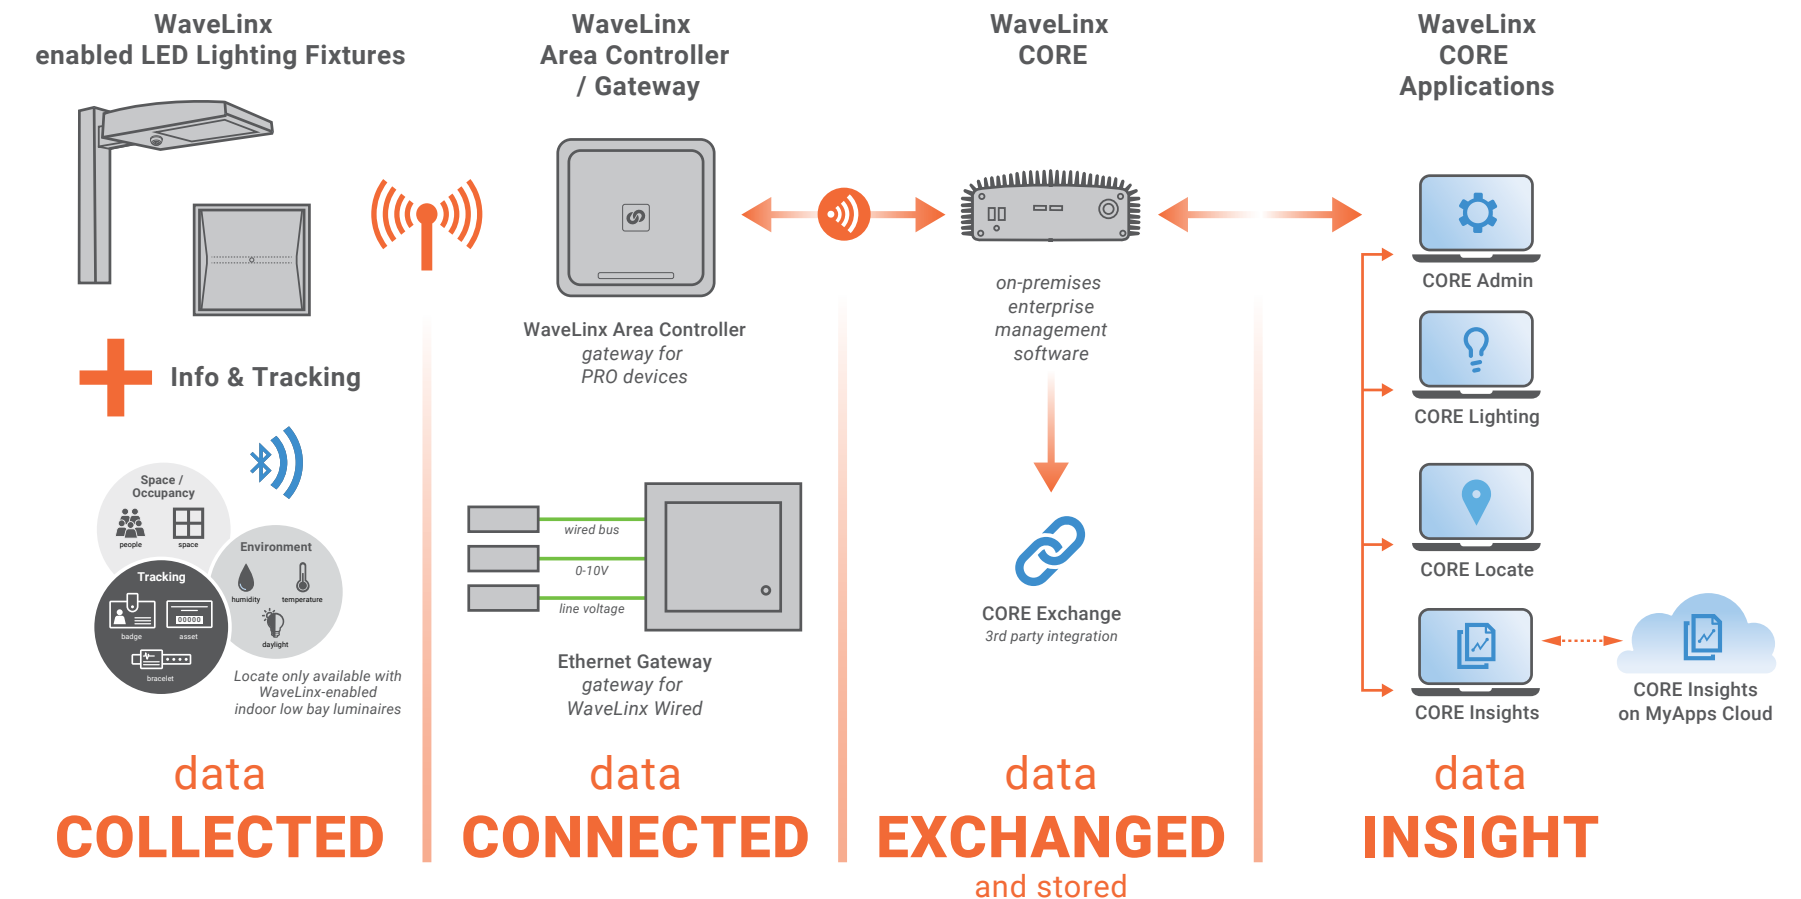 WaveLinx
enabled LED Lighting Fixtures
Info & Tracking
Space /
Occupancy
people
space
Environment
humidity
temperature
daylight
Tracking
badge
00000
asset
bracelet
Locate only available with
WaveLinx-enabled
indoor low bay luminaires
data
COLLECTED
WaveLinx
Area Controller
/ Gateway
WaveLinx Area Controller
gateway for
PRO devices
wired bus
0-10V
line voltage
Ethernet Gateway
gateway for
WaveLinx Wired
data
CONNECTED
WaveLinx
CORE
on-premises
enterprise
management
software
CORE Exchange
3rd party integration
data
EXCHANGED
and stored
WaveLinx
CORE
Applications
CORE Admin
CORE Lighting
CORE Locate
CORE Insights
CORE Insights
on MyApps Cloud
data
INSIGHT